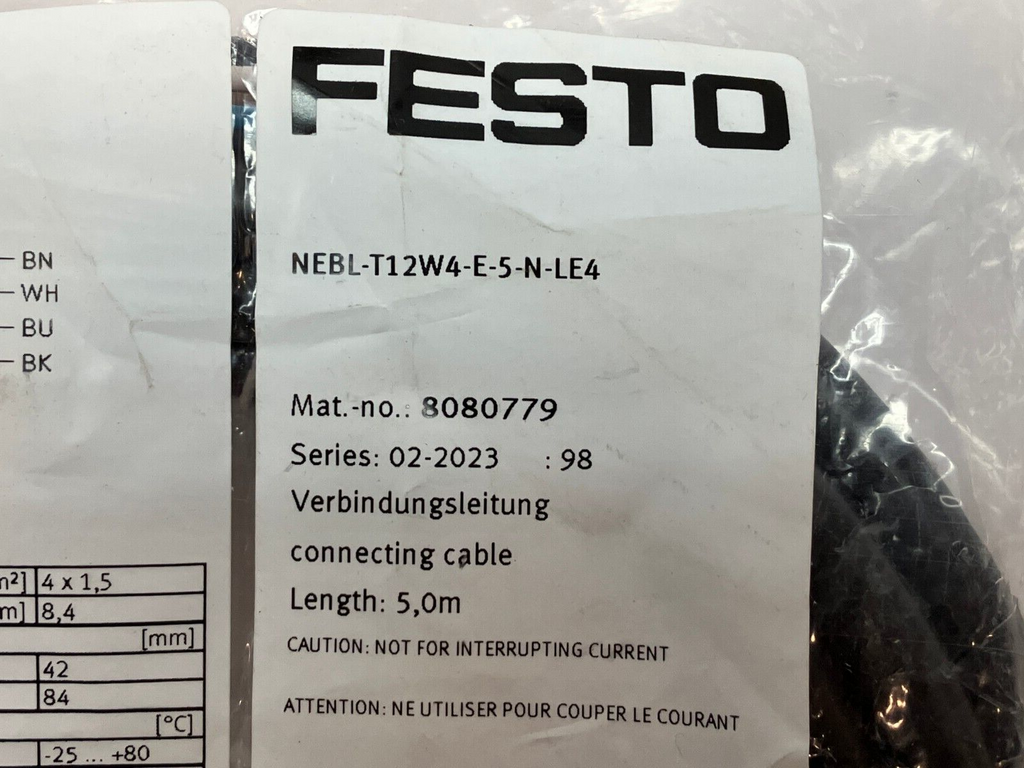 BN
WH
BU
BK
m²] 4 x 1,5
m] 8,4
[mm]
42
84
[°C]
-25 ... +80
FESTO
NEBL-T12W4-E-5-N-LE4
Mat.-no.: 8080779
Series: 02-2023 : 98
Verbindungsleitung
connecting cable
Length: 5,0m
CAUTION: NOT FOR INTERRUPTING CURRENT
ATTENTION: NE UTILISER POUR COUPER LE COURANT